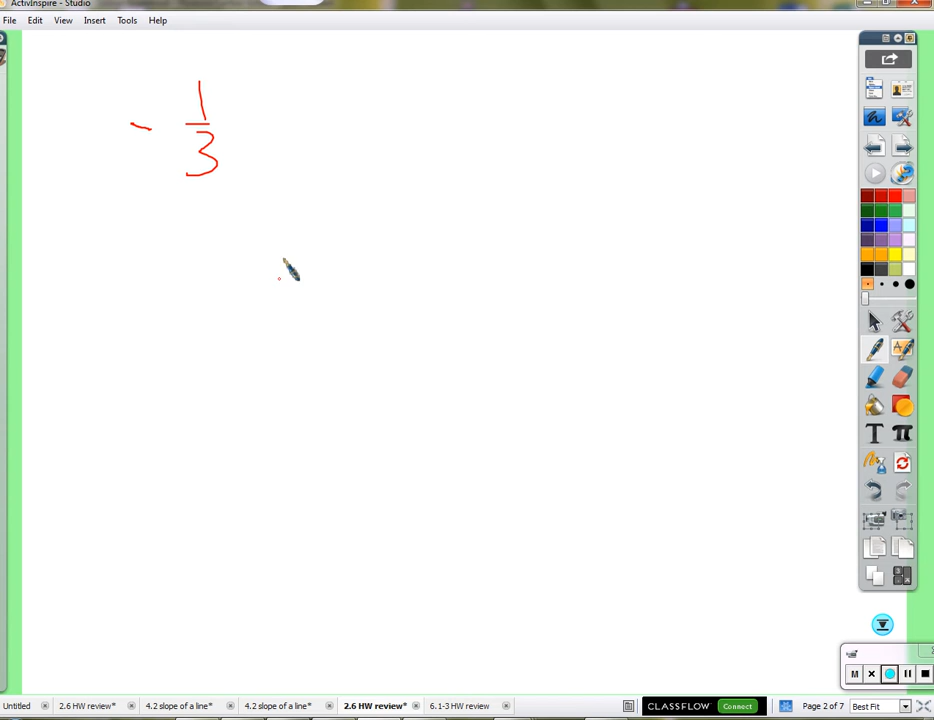 ActivInspire - Studio
File Edit View Insert Tools Help
- 1/3
T π
M
Untitled 2.6 HW review* 4.2 slope of a line* 4.2 slope of a line* 2.6 HW review* 6.1-3 HW review CLASSFLOW Connect Page 2 of 7 Best Fit